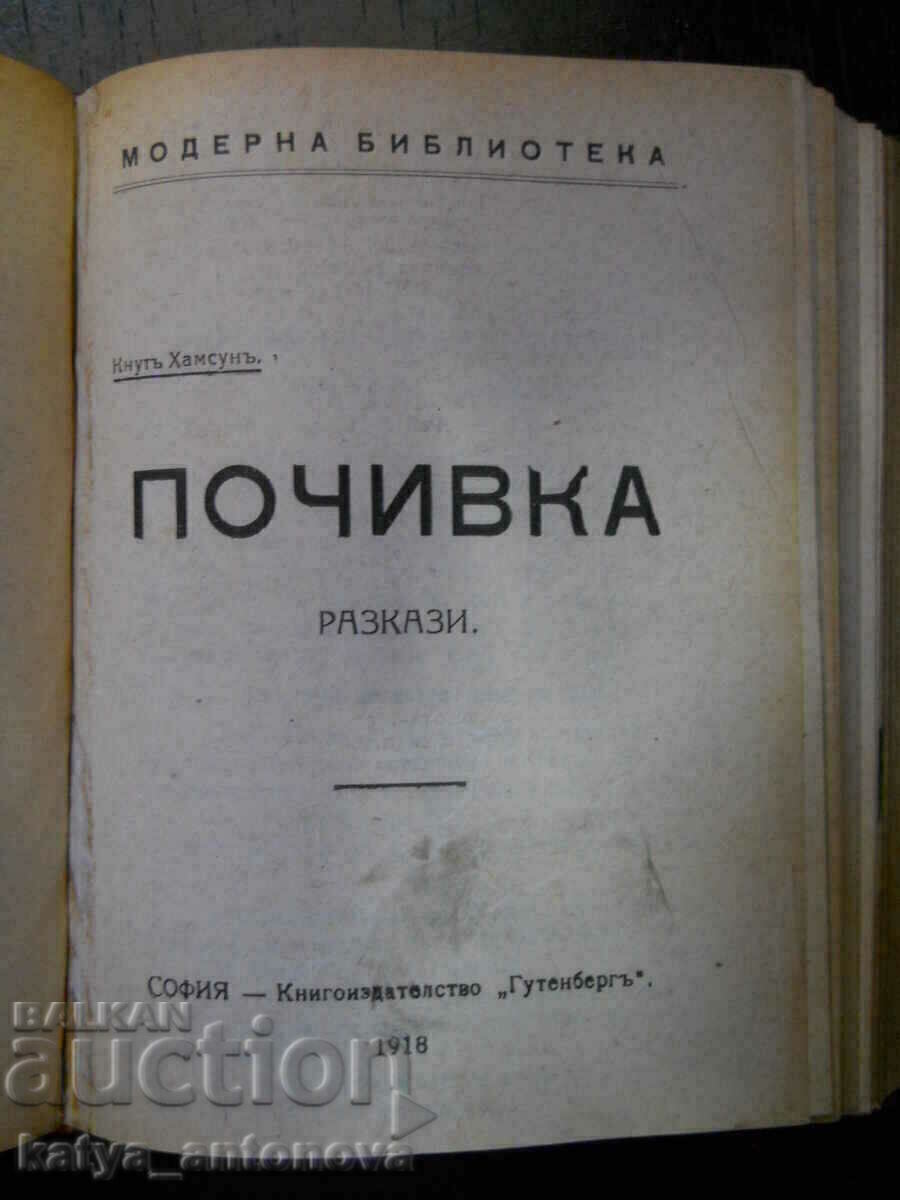 МОДЕРНА БИБЛИОТЕКА
Кнутъ Хамсунъ.
ПОЧИВКА
РАЗКАЗИ.
СОФИЯ — Книгоиздателство „Гутенбергъ“.
1918
BALKAN
auction
katya_antonova